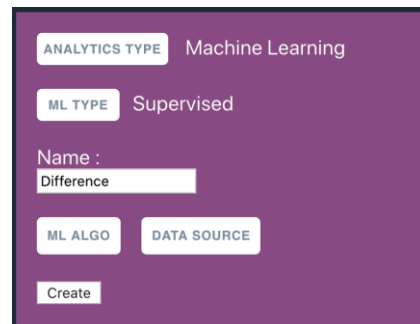 ANALYTICS TYPE Machine Learning
ML TYPE Supervised
Name :
Difference
ML ALGO DATA SOURCE
Create